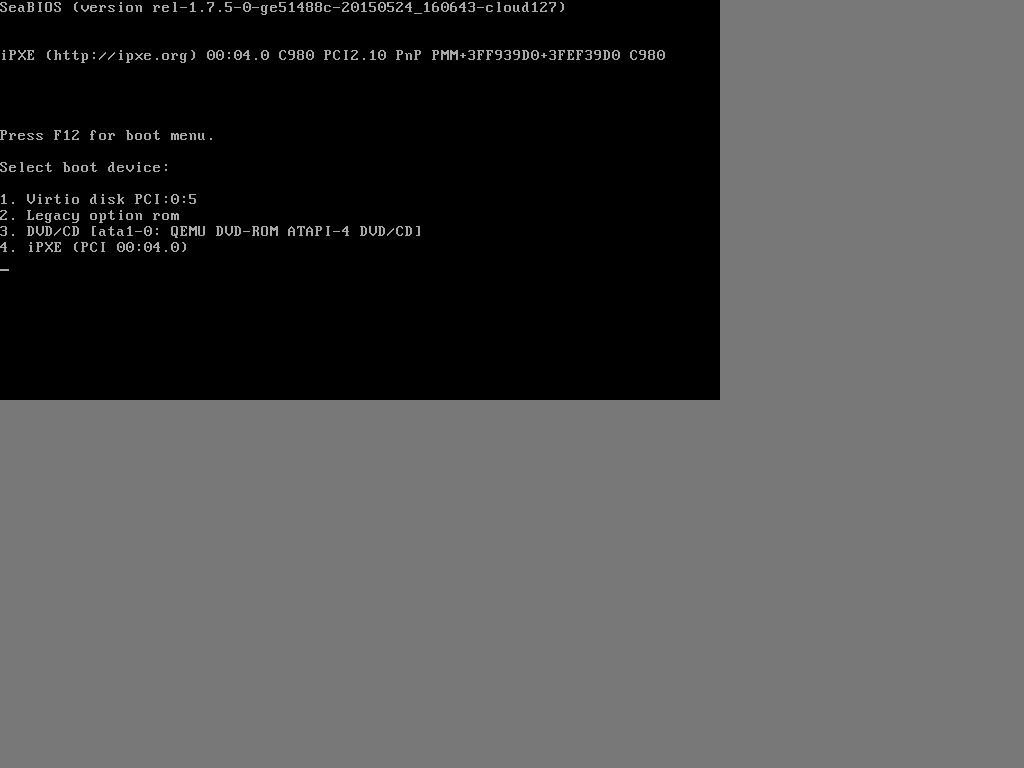 SeaBIOS (version rel-1.7.5-0-ge51488c-20150524_160643-cloud127)
iPXE (http://ipxe.org) 00:04.0 C980 PCI2.10 PnP PMM+3FF939D0+3FEF39D0 C980
Press F12 for boot menu.
Select boot device:
1. Virtio disk PCI:0:5
2. Legacy option rom
3. DVD/CD [ata1-0: QEMU DVD-ROM ATAPI-4 DVD/CD]
4. iPXE (PCI 00:04.0)